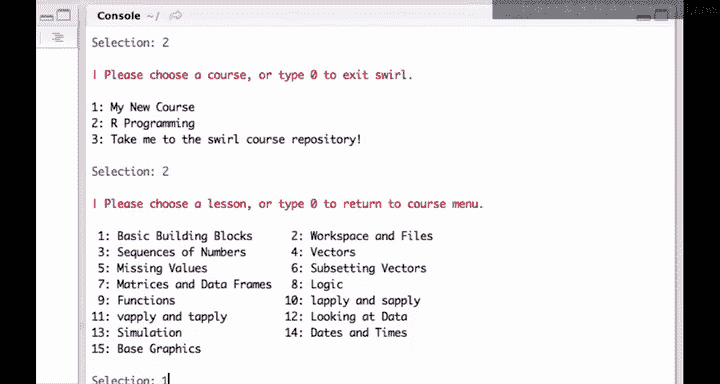 Console ~/
Selection: 2
| Please choose a course, or type 0 to exit swirl.
1: My New Course
2: R Programming
3: Take me to the swirl course repository!
Selection: 2
| Please choose a lesson, or type 0 to return to course menu.
1: Basic Building Blocks 2: Workspace and Files
3: Sequences of Numbers 4: Vectors
5: Missing Values 6: Subsetting Vectors
7: Matrices and Data Frames 8: Logic
9: Functions 10: lapply and sapply
11: vapply and tapply 12: Looking at Data
13: Simulation 14: Dates and Times
15: Base Graphics
Selection: 1